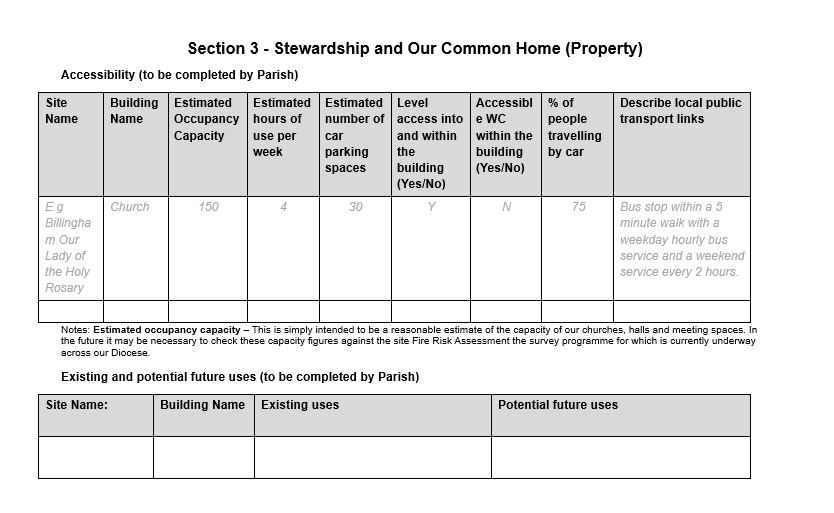 Section 3 - Stewardship and Our Common Home (Property)
Accessibility (to be completed by Parish)
Site
Name
Building
Name
Estimated
Occupancy
Capacity
Estimated
hours of
use per
week
Estimated
number of
car
parking
spaces
Level
access into
and within
the
building
(Yes/No)
Accessibl
e WC
within the
building
(Yes/No)
% of
people
travelling
by car
Describe local public
transport links
E.g
Billingha
m Our
Lady of
the Holy
Rosary
Church
150
4
30
Y
N
75
Bus stop within a 5
minute walk with a
weekday hourly bus
service and a weekend
service every 2 hours.
Notes: Estimated occupancy capacity – This is simply intended to be a reasonable estimate of the capacity of our churches, halls and meeting spaces. In
the future it may be necessary to check these capacity figures against the site Fire Risk Assessment the survey programme for which is currently underway
across our Diocese.
Existing and potential future uses (to be completed by Parish)
Site Name:
Building Name
Existing uses
Potential future uses